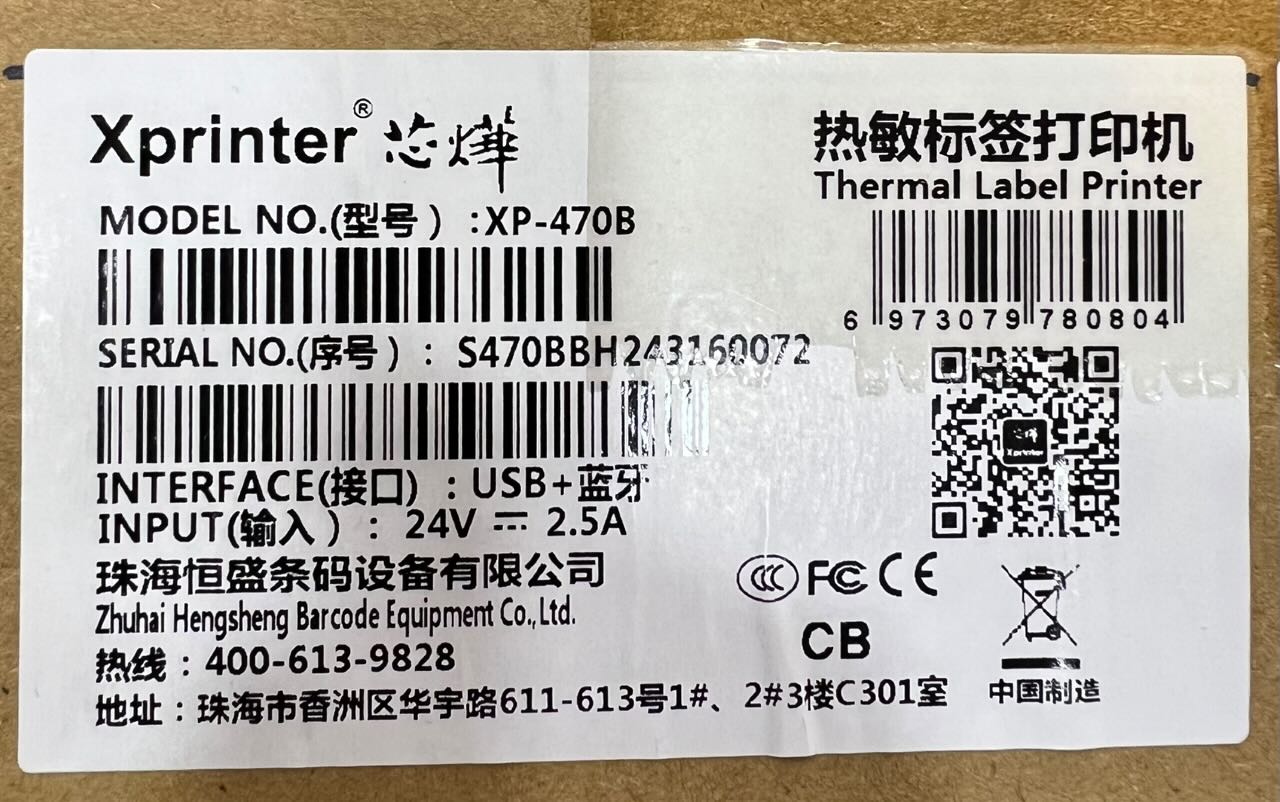 Xprinter® 芯烨
热敏标签打印机
Thermal Label Printer
MODEL NO.(型号）:XP-470B
6 973079 780804
SERIAL NO.(序号）：S470BBH243160072
Xprinter
INTERFACE(接口）:USB+蓝牙
INPUT(输入）：24V ⎓ 2.5A
珠海恒盛条码设备有限公司
Zhuhai Hengsheng Barcode Equipment Co.,Ltd.
CCC FC CE
CB
热线：400-613-9828
地址：珠海市香洲区华宇路611-613号1#、2#3楼C301室
中国制造